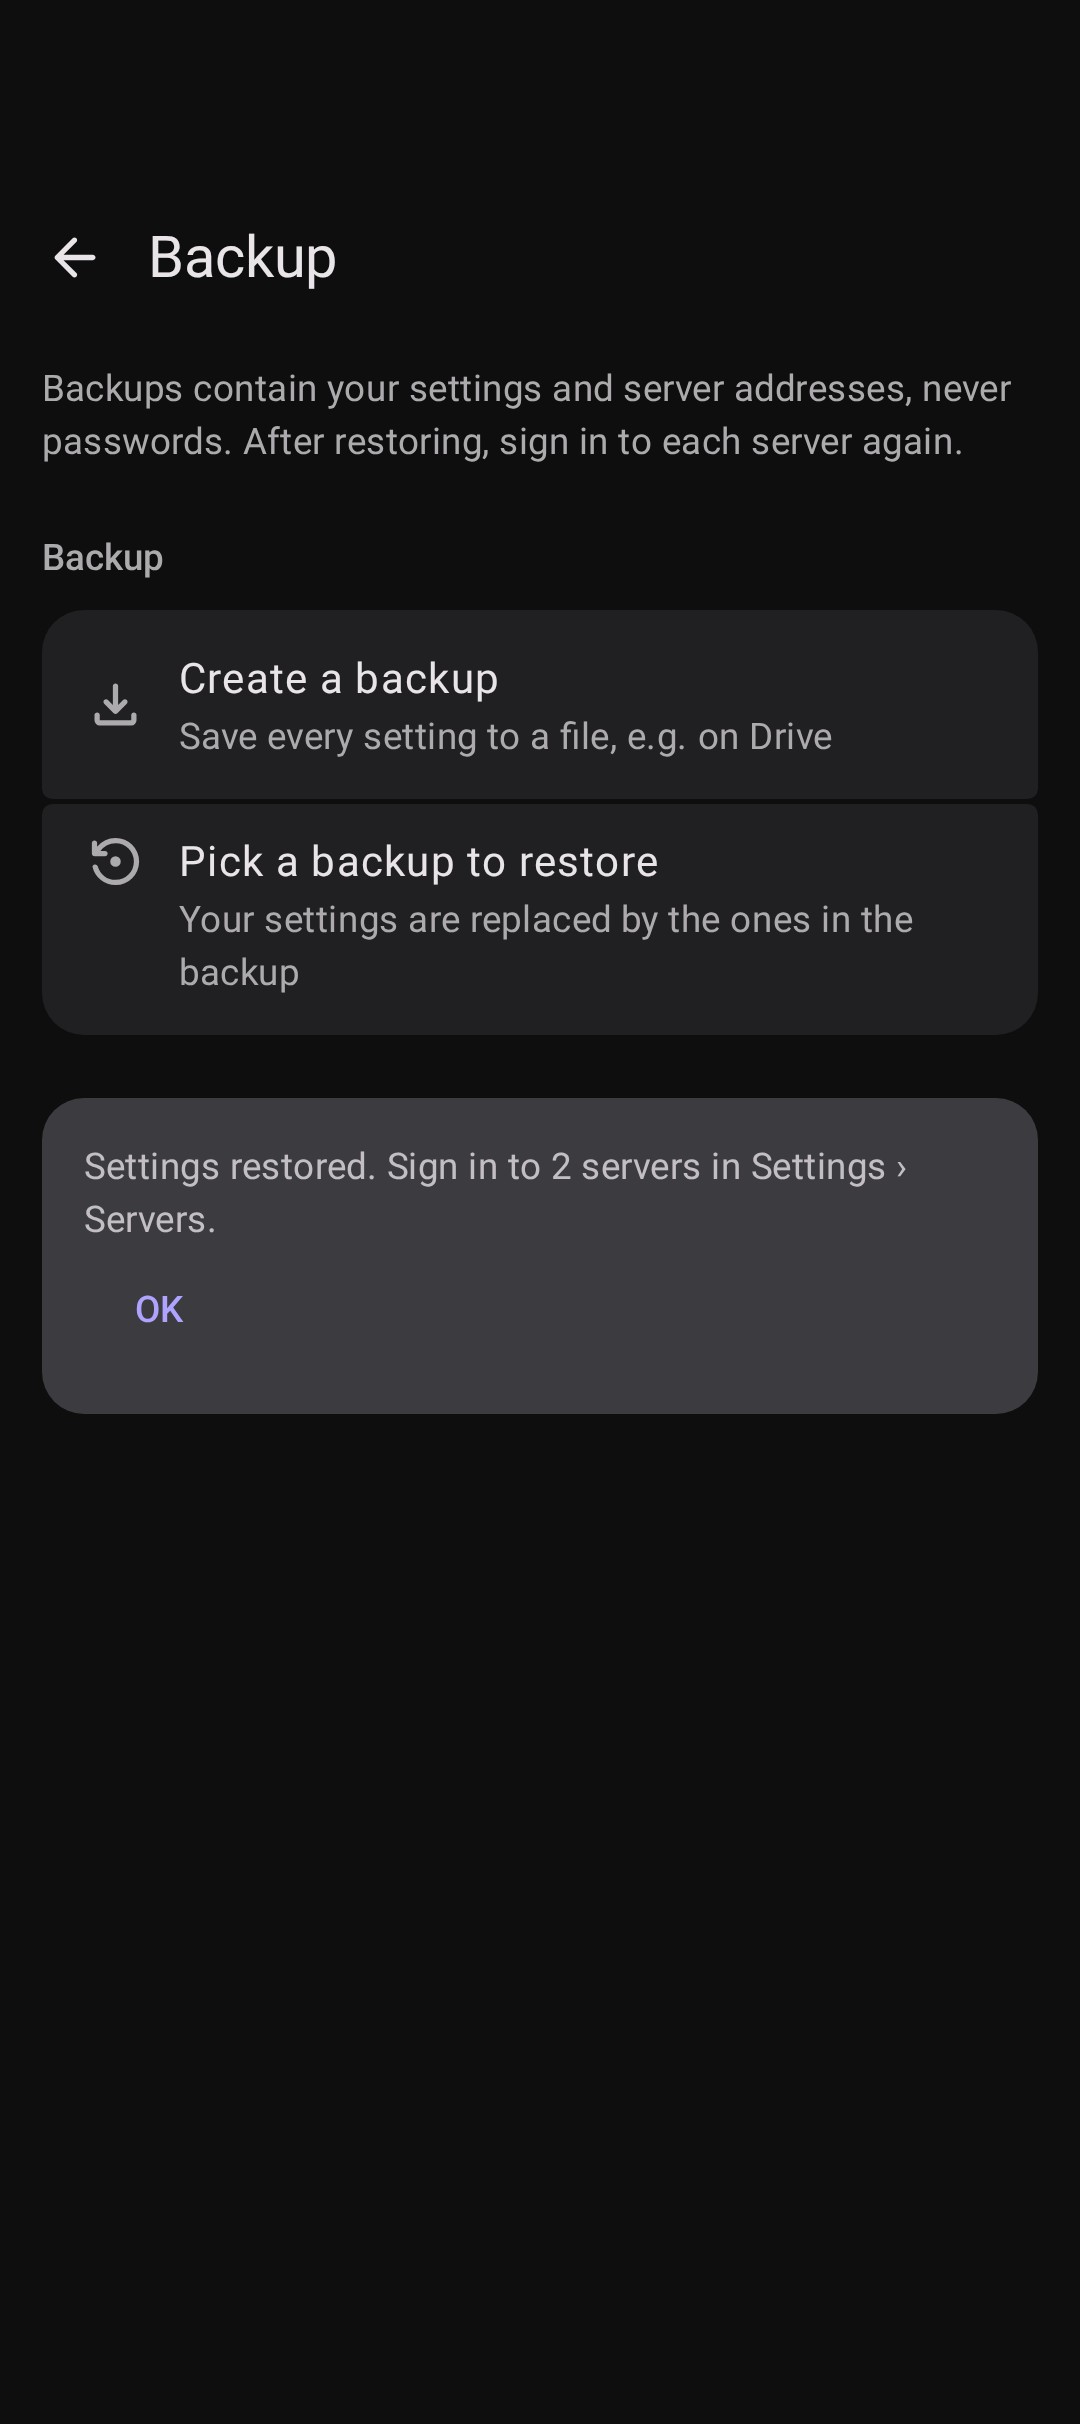 Backup
Backups contain your settings and server addresses, never
passwords. After restoring, sign in to each server again.
Backup
Create a backup
Save every setting to a file, e.g. on Drive
Pick a backup to restore
Your settings are replaced by the ones in the
backup
Settings restored. Sign in to 2 servers in Settings ›
Servers.
OK